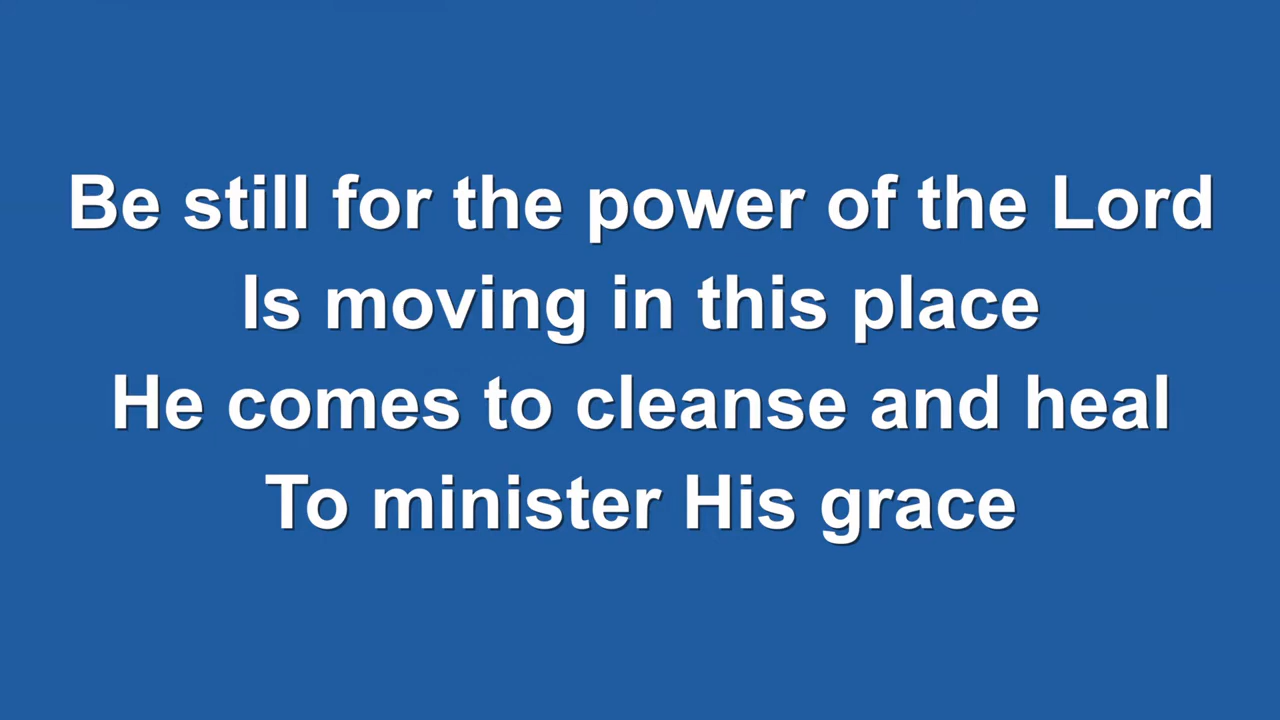 Be still for the power of the Lord
Is moving in this place
He comes to cleanse and heal
To minister His grace